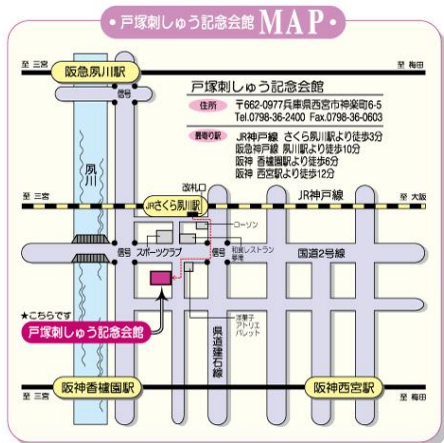 •戸塚刺しゅう記念会館MAP•
至 三宮
阪急夙川駅
至 梅田
信号
戸塚刺しゅう記念会館
住所 〒662-0977兵庫県西宮市神楽町6-5
Tel.0798-36-2400 Fax.0798-36-0603
最寄り駅 JR神戸線 さくら夙川駅より徒歩3分
阪急神戸線 夙川駅より徒歩10分
阪神 香櫨園駅より徒歩6分
阪神 西宮駅より徒歩12分
夙川
改札口
JR神戸線
至 三宮
JRさくら夙川駅
至 大阪
ローソン
信号
スポーツクラブ
信号
和食レストラン
国道2号線
★こちらです
戸塚刺しゅう記念会館
洋菓子
アトリエ
パレット
県道建石線
阪神香櫨園駅
阪神西宮駅
至 三宮
至 梅田